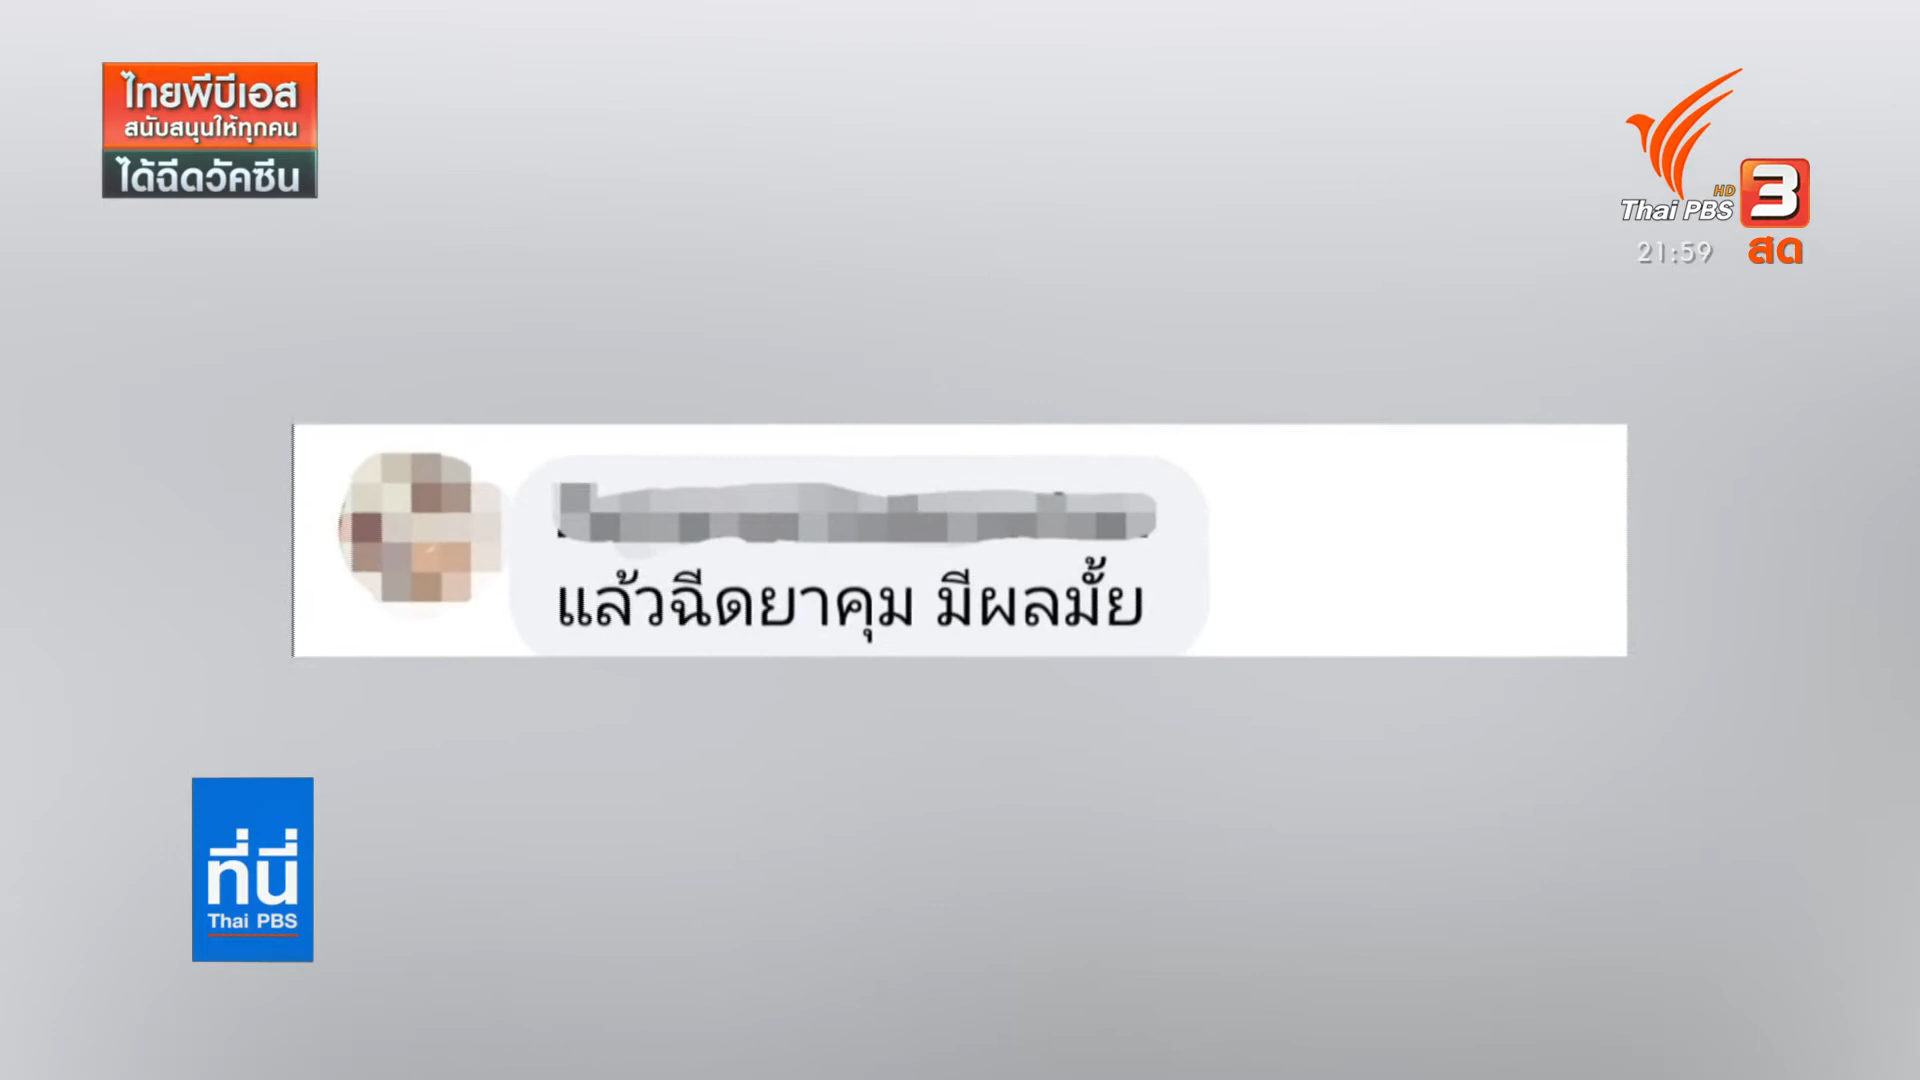 ไทยพีบีเอส
สนับสนุนให้ทุกคน
ได้ฉีดวัคซีน
HD
Thai PBS 3
21:59 สด
แล้วฉีดยาคุม มีผลมั้ย
ที่นี่
Thai PBS